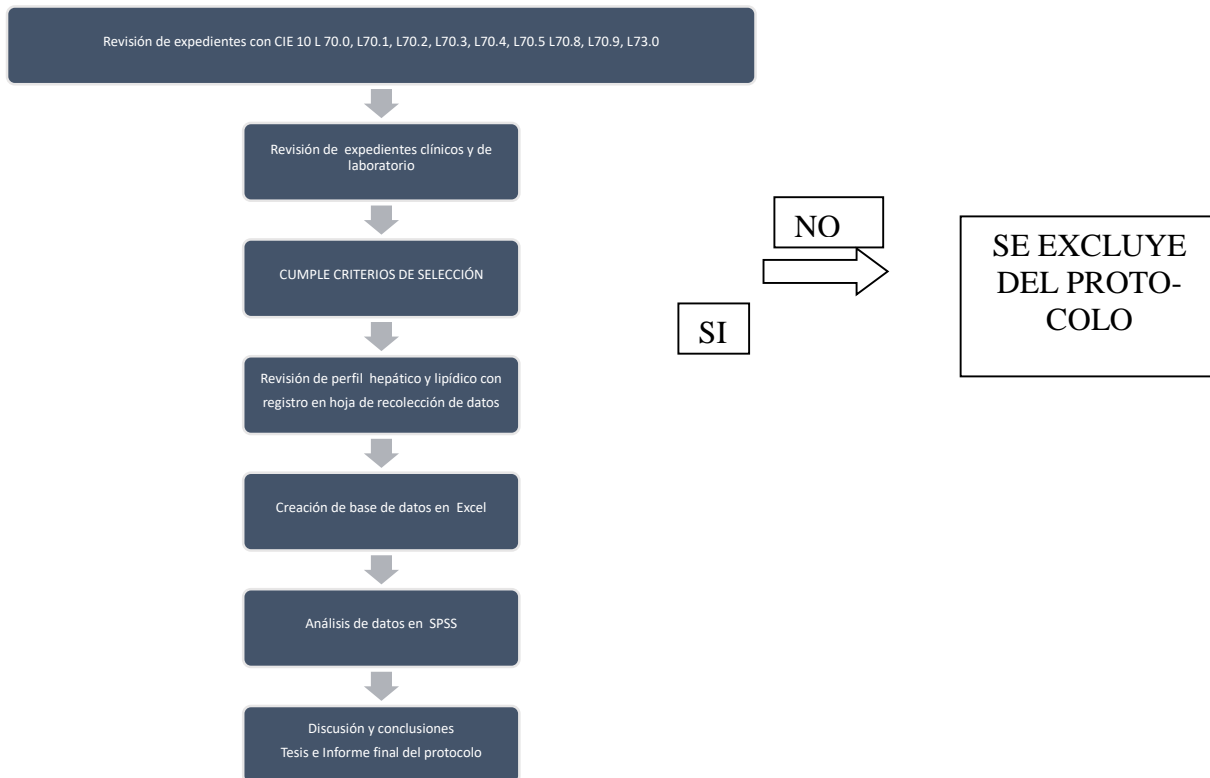 Revisión de expedientes con CIE 10 L 70.0, L70.1, L70.2, L70.3, L70.4, L70.5 L70.8, L70.9, L73.0
Revisión de expedientes clínicos y de
laboratorio
CUMPLE CRITERIOS DE SELECCIÓN
NO
SI
SE EXCLUYE
DEL PROTO-
COLO
Revisión de perfil hepático y lipídico con
registro en hoja de recolección de datos
Creación de base de datos en Excel
Análisis de datos en SPSS
Discusión y conclusiones
Tesis e Informe final del protocolo